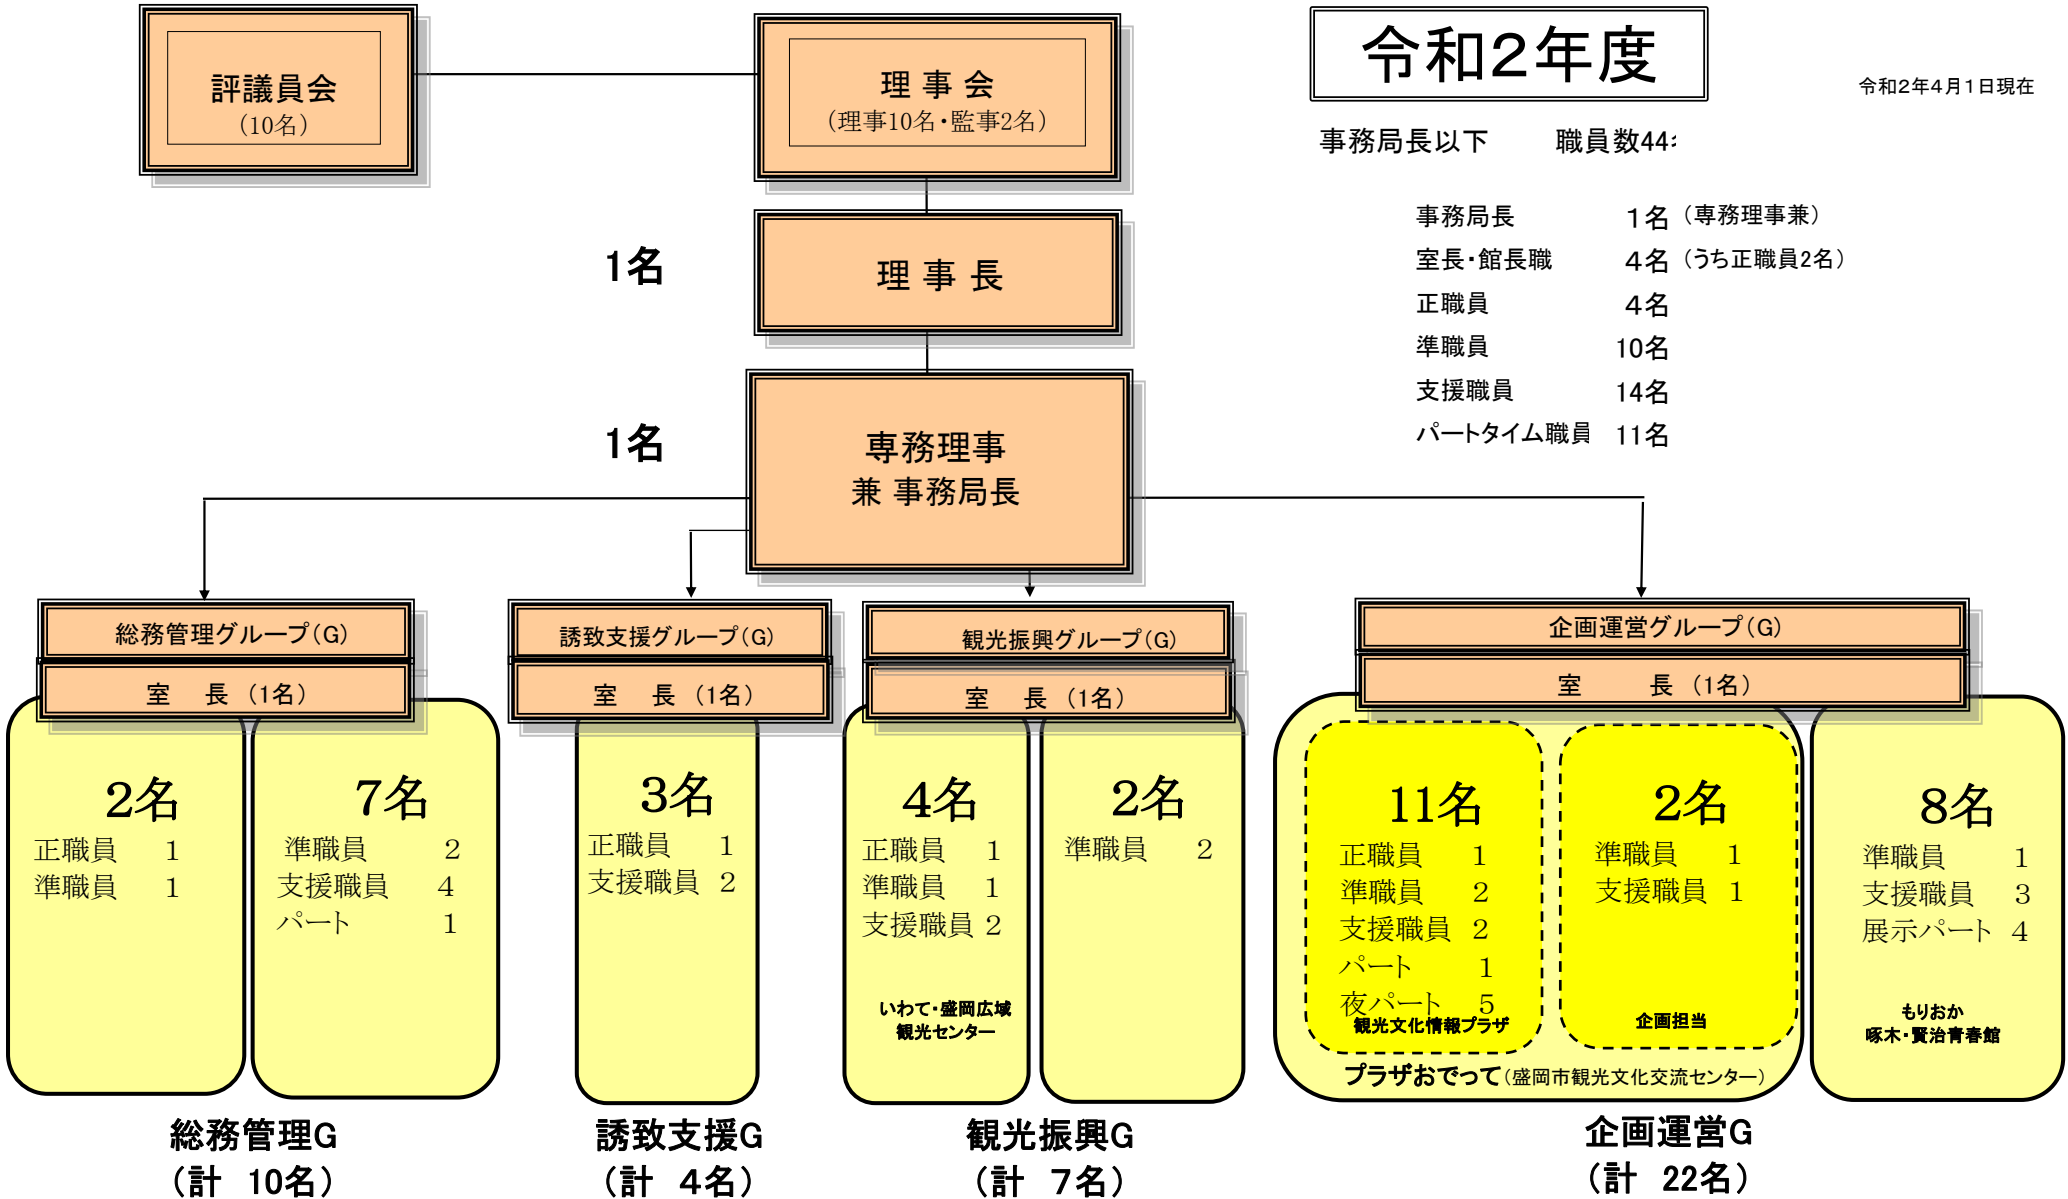 評議員会
（10名）
理 事 会
（理事10名・監事2名）
令和２年度
令和2年4月1日現在
事務局長以下　　職員数44
事務局長　1名（専務理事兼）
室長・館長職　4名（うち正職員2名）
正職員　4名
準職員　10名
支援職員　14名
パートタイム職員　11名
1名
理 事 長
1名
専務理事
兼 事務局長
総務管理グループ（G）
室　長（1名）
誘致支援グループ（G）
室　長（1名）
観光振興グループ（G）
室　長（1名）
企画運営グループ（G）
室　長（1名）
2名
正職員　1
準職員　1
7名
準職員　2
支援職員　4
パート　1
3名
正職員　1
支援職員　2
4名
正職員　1
準職員　1
支援職員 2
いわて・盛岡広域
観光センター
2名
準職員　2
11名
正職員　1
準職員　2
支援職員　2
パート　1
夜パート　5
観光文化情報プラザ
2名
準職員　1
支援職員　1
企画担当
プラザおでって（盛岡市観光文化交流センター）
8名
準職員　1
支援職員　3
展示パート　4
もりおか
啄木・賢治青春館
総務管理G
（計　10名）
誘致支援G
（計　4名）
観光振興G
（計　7名）
企画運営G
（計　22名）